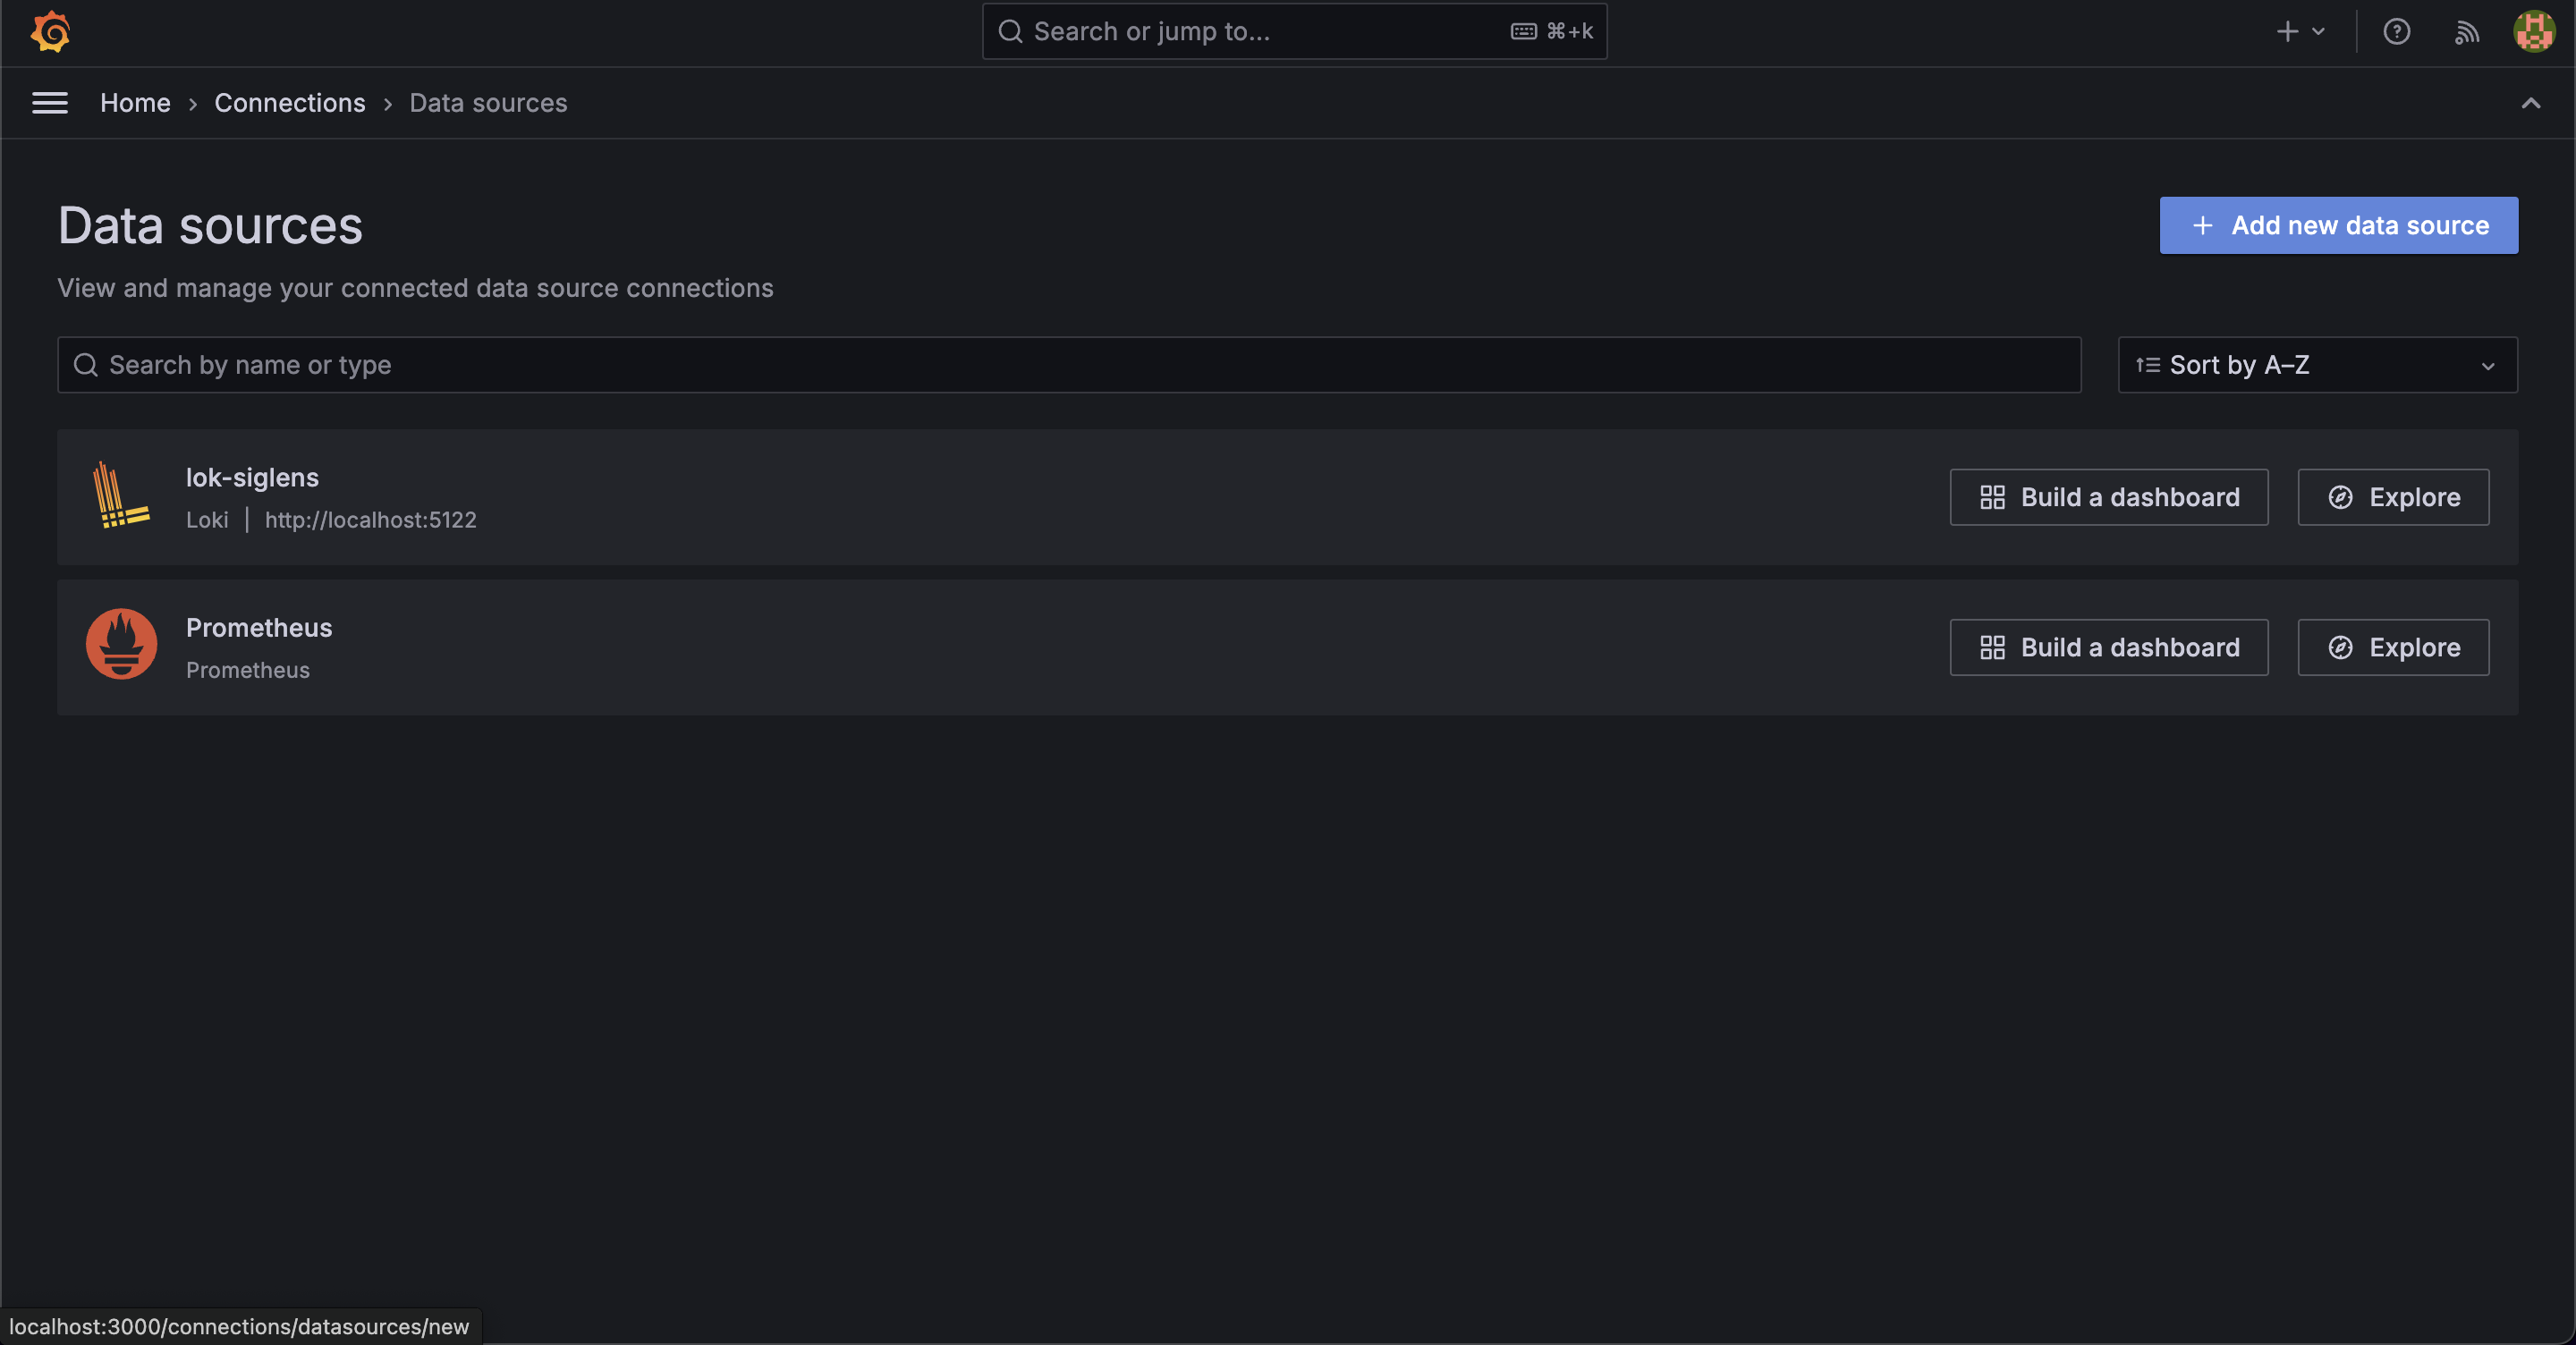 Search or jump to...
⌘+k
Home › Connections › Data sources
Data sources
Add new data source
View and manage your connected data source connections
Search by name or type
Sort by A–Z
lok-siglens
Loki | http://localhost:5122
Build a dashboard
Explore
Prometheus
Prometheus
Build a dashboard
Explore
localhost:3000/connections/datasources/new